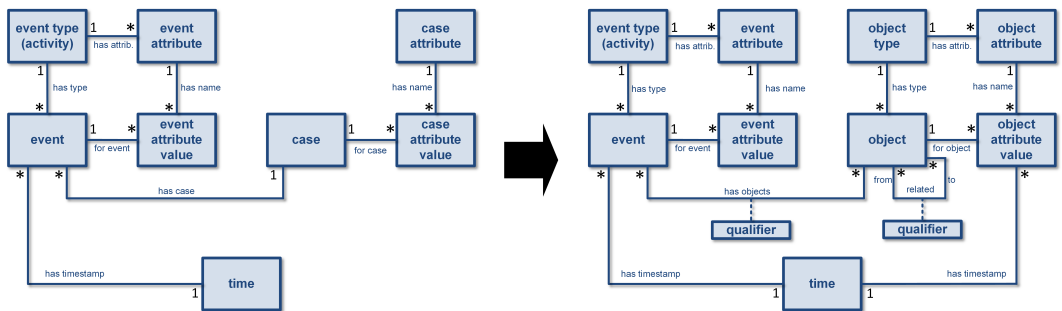 event type
(activity)
1
*
has attrib.
event
attribute
case
attribute
1
has type
*
1
has name
*
1
has name
*
event
1
*
for event
event
attribute
value
case
1
*
for case
case
attribute
value
*
*
has case
1
has timestamp
1
time
event type
(activity)
1
*
has attrib.
event
attribute
object
type
1
*
has attrib.
object
attribute
1
has type
*
1
has name
*
1
has type
*
1
has name
*
event
1
*
for event
event
attribute
value
object
1
*
for object
object
attribute
value
*
*
has objects
*
from
*
related
*
to
*
qualifier
qualifier
has timestamp
1
time
1
has timestamp